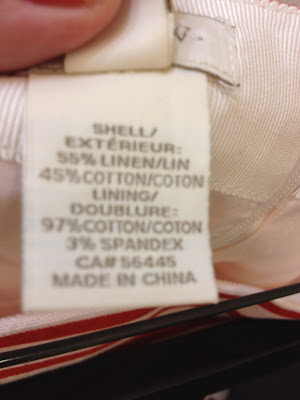 SHELL/
EXTÉRIEUR:
55% LINEN/LIN
45% COTTON/COTON
LINING/
DOUBLURE:
97% COTTON/COTON
3% SPANDEX
CA# 56445
MADE IN CHINA